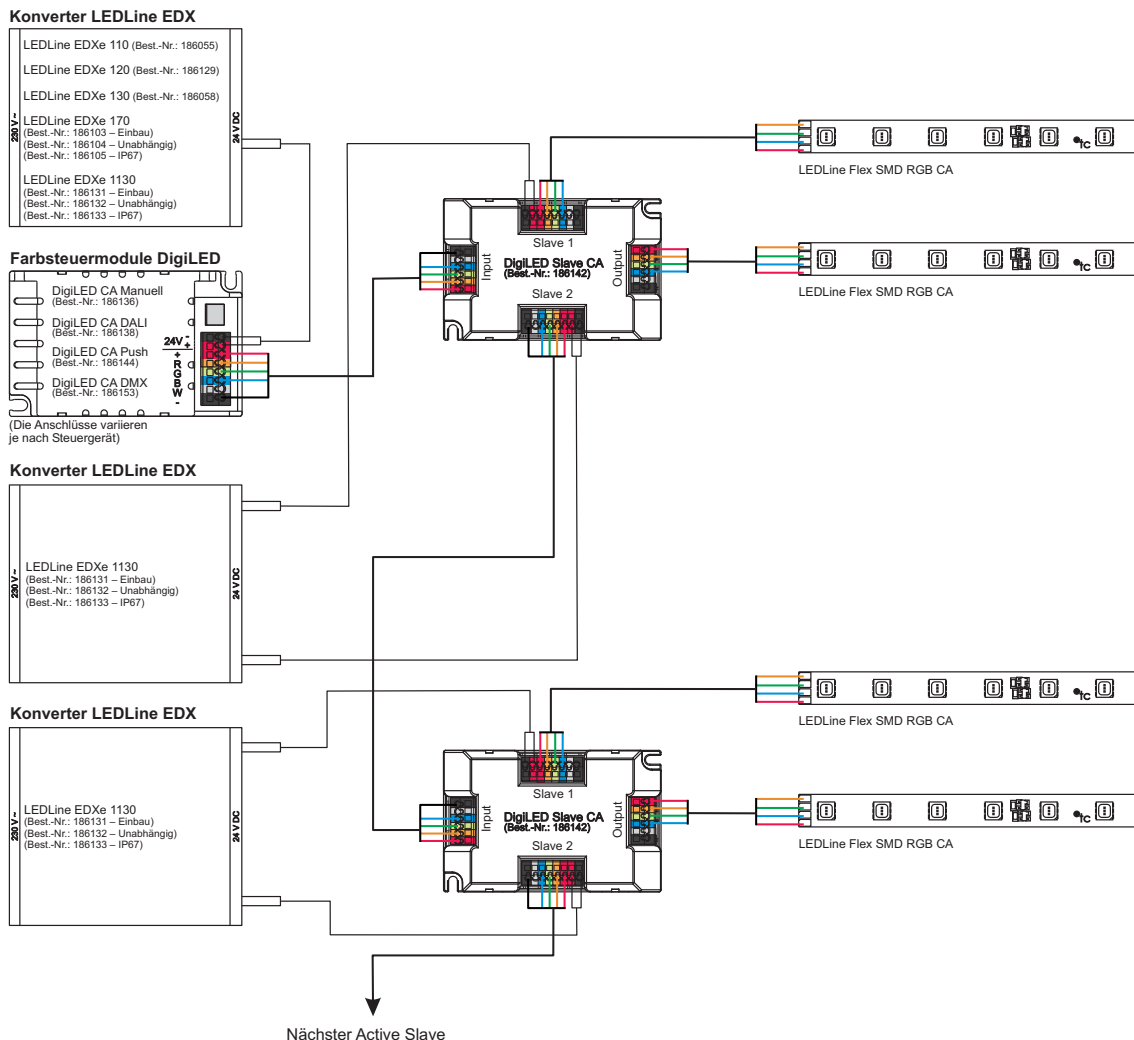 Konverter LEDLine EDX
230 V ~
LEDLine EDXe 110 (Best.-Nr.: 186055)
LEDLine EDXe 120 (Best.-Nr.: 186129)
LEDLine EDXe 130 (Best.-Nr.: 186058)
LEDLine EDXe 170
(Best.-Nr.: 186103 – Einbau)
(Best.-Nr.: 186104 – Unabhängig)
(Best.-Nr.: 186105 – IP67)
LEDLine EDXe 1130
(Best.-Nr.: 186131 – Einbau)
(Best.-Nr.: 186132 – Unabhängig)
(Best.-Nr.: 186133 – IP67)
24 V DC
Farbsteuermodule DigiLED
DigiLED CA Manuell
(Best.-Nr.: 186136)
DigiLED CA DALI
(Best.-Nr.: 186138)
DigiLED CA Push
(Best.-Nr.: 186144)
DigiLED CA DMX
(Best.-Nr.: 186153)
-
24V +
+
R
G
B
W
-
(Die Anschlüsse variieren
je nach Steuergerät)
Konverter LEDLine EDX
230 V ~
LEDLine EDXe 1130
(Best.-Nr.: 186131 – Einbau)
(Best.-Nr.: 186132 – Unabhängig)
(Best.-Nr.: 186133 – IP67)
24 V DC
Konverter LEDLine EDX
230 V ~
LEDLine EDXe 1130
(Best.-Nr.: 186131 – Einbau)
(Best.-Nr.: 186132 – Unabhängig)
(Best.-Nr.: 186133 – IP67)
24 V DC
Slave 1
Input
DigiLED Slave CA
(Best.-Nr.: 186142)
Output
Slave 2
Slave 1
Input
DigiLED Slave CA
(Best.-Nr.: 186142)
Output
Slave 2
Nächster Active Slave
tc
LEDLine Flex SMD RGB CA
tc
LEDLine Flex SMD RGB CA
tc
LEDLine Flex SMD RGB CA
tc
LEDLine Flex SMD RGB CA